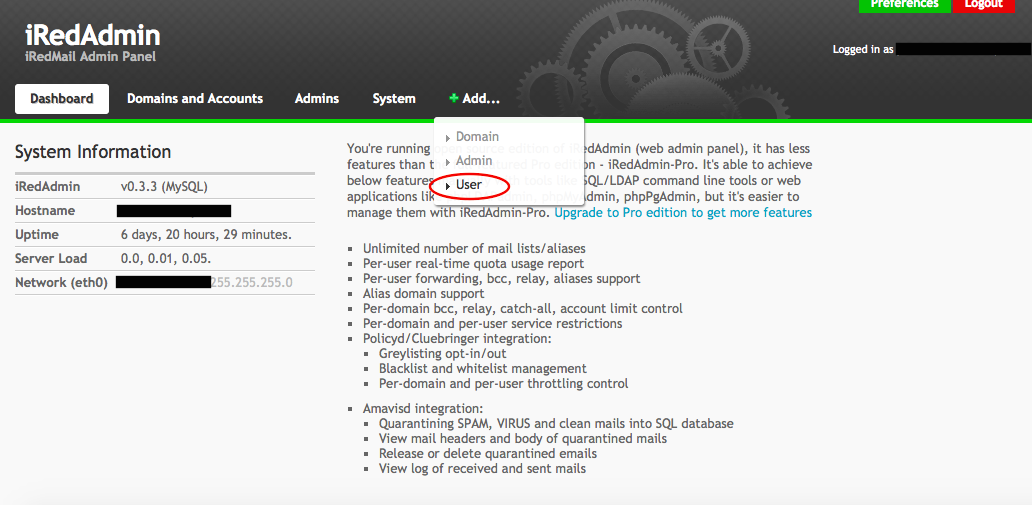 Preferences Logout
iRedAdmin
iRedMail Admin Panel
Logged in as
Dashboard Domains and Accounts Admins System + Add...
Domain
Admin
User
System Information
iRedAdmin v0.3.3 (MySQL)
Hostname
Uptime 6 days, 20 hours, 29 minutes.
Server Load 0.0, 0.01, 0.05.
Network (eth0) 255.255.255.0
You're running open source edition of iRedAdmin (web admin panel), it has less
features than t ured Pro edition - iRedAdmin-Pro. It's able to achieve
below features tools like SQL/LDAP command line tools or web
applications lik min, phpMyAdmin, phpPgAdmin, but it's easier to
manage them with iRedAdmin-Pro. Upgrade to Pro edition to get more features
Unlimited number of mail lists/aliases
Per-user real-time quota usage report
Per-user forwarding, bcc, relay, aliases support
Alias domain support
Per-domain bcc, relay, catch-all, account limit control
Per-domain and per-user service restrictions
Policyd/Cluebringer integration:
Greylisting opt-in/out
Blacklist and whitelist management
Per-domain and per-user throttling control
Amavisd integration:
Quarantining SPAM, VIRUS and clean mails into SQL database
View mail headers and body of quarantined mails
Release or delete quarantined emails
View log of received and sent mails